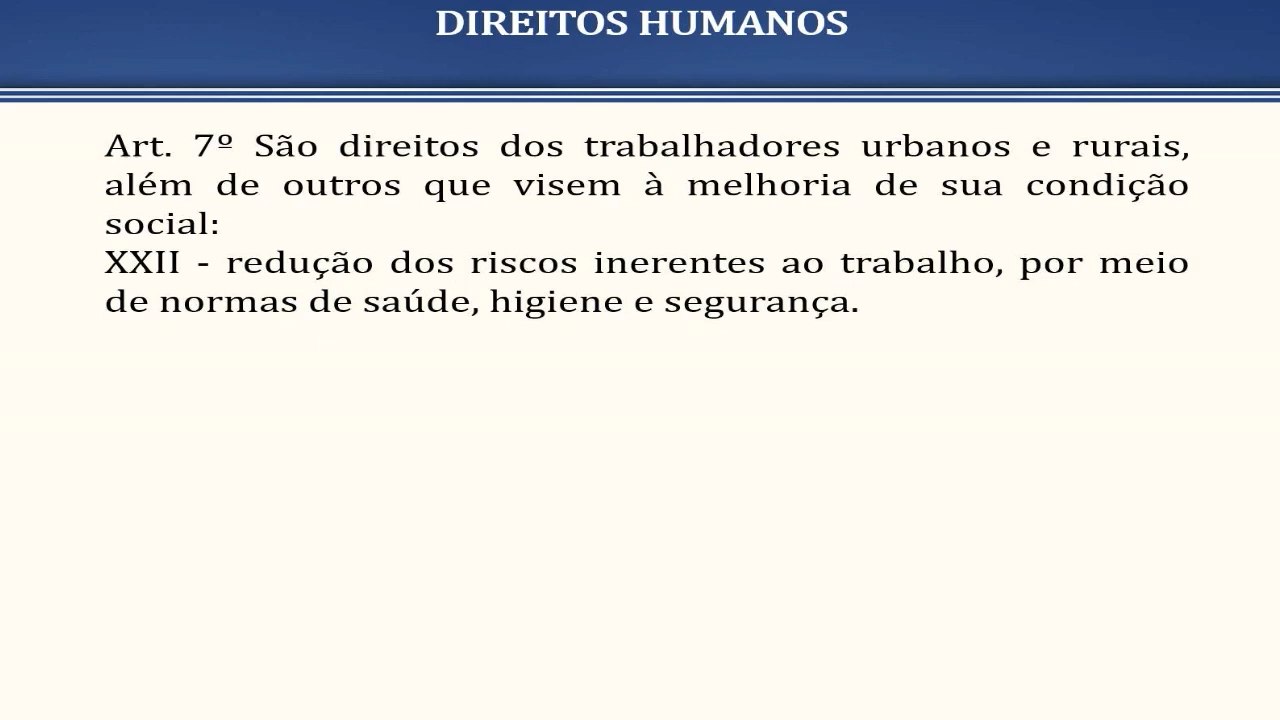 DIREITOS HUMANOS
Art. 7º São direitos dos trabalhadores urbanos e rurais,
além de outros que visem à melhoria de sua condição
social:
XXII - redução dos riscos inerentes ao trabalho, por meio
de normas de saúde, higiene e segurança.